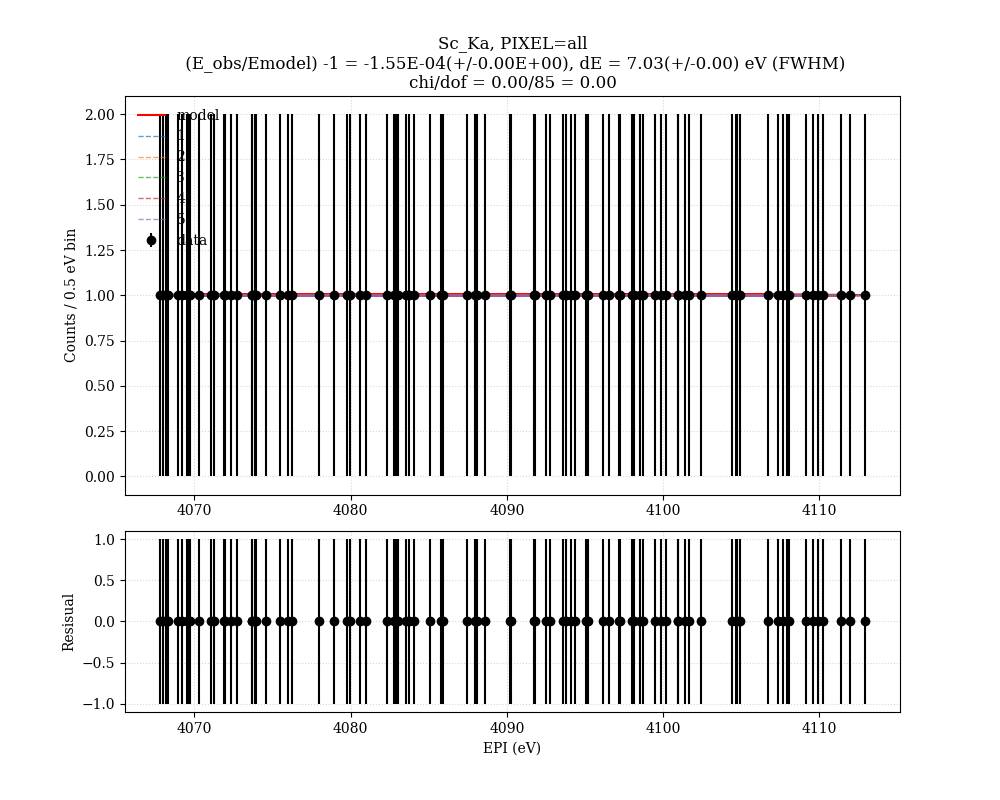 Sc_Ka, PIXEL=all
(E_obs/Emodel) -1 = -1.55E-04(+/-0.00E+00), dE = 7.03(+/-0.00) eV (FWHM)
chi/dof = 0.00/85 = 0.00
model
1
2
3
4
5
data
Counts / 0.5 eV bin
2.00
1.75
1.50
1.25
1.00
0.75
0.50
0.25
0.00
4070 4080 4090 4100 4110
Resisual
1.0
0.5
0.0
−0.5
−1.0
4070 4080 4090 4100 4110
EPI (eV)